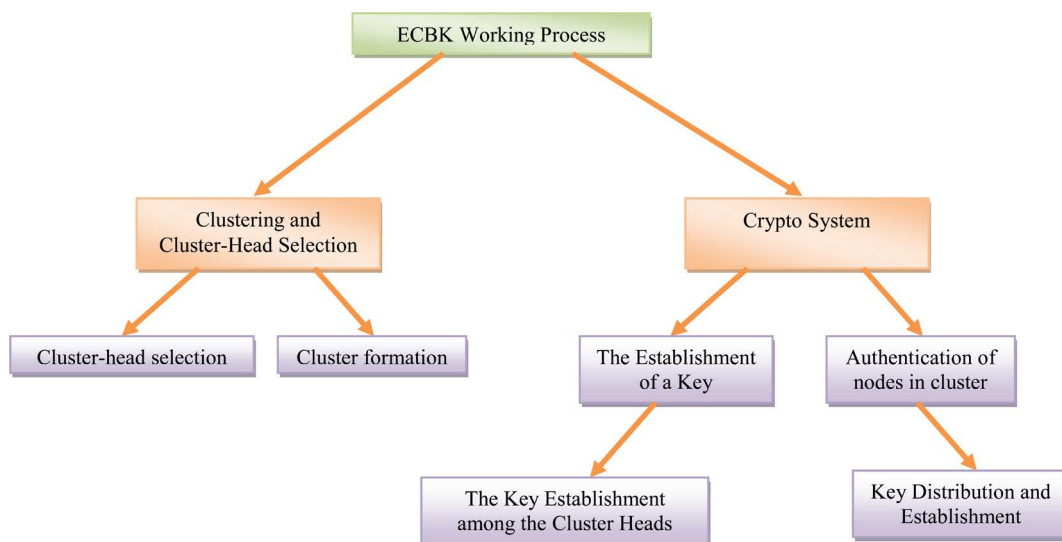 ECBK Working Process
Clustering and
Cluster-Head Selection
Crypto System
Cluster-head selection
Cluster formation
The Establishment
of a Key
Authentication of
nodes in cluster
The Key Establishment
among the Cluster Heads
Key Distribution and
Establishment